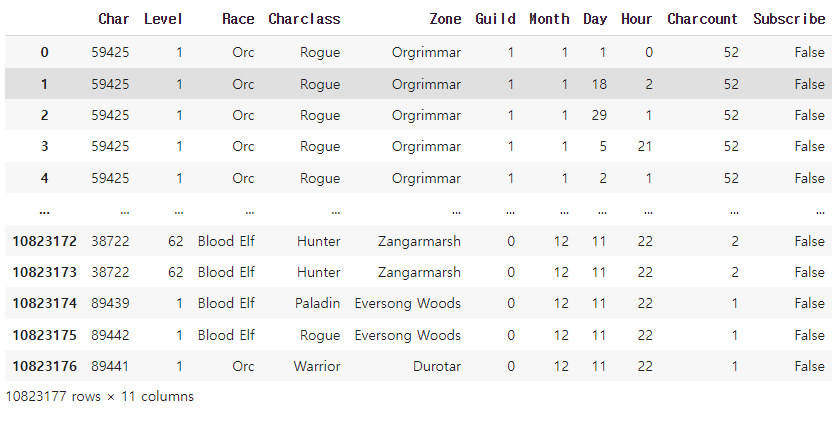 Char Level Race Charclass Zone Guild Month Day Hour Charcount Subscribe
0 59425 1 Orc Rogue Orgrimmar 1 1 1 0 52 False
1 59425 1 Orc Rogue Orgrimmar 1 1 18 2 52 False
2 59425 1 Orc Rogue Orgrimmar 1 1 29 1 52 False
3 59425 1 Orc Rogue Orgrimmar 1 1 5 21 52 False
4 59425 1 Orc Rogue Orgrimmar 1 1 2 1 52 False
... ... ... ... ... ... ... ... ... ... ... ...
10823172 38722 62 Blood Elf Hunter Zangarmarsh 0 12 11 22 2 False
10823173 38722 62 Blood Elf Hunter Zangarmarsh 0 12 11 22 2 False
10823174 89439 1 Blood Elf Paladin Eversong Woods 0 12 11 22 1 False
10823175 89442 1 Blood Elf Rogue Eversong Woods 0 12 11 22 1 False
10823176 89441 1 Orc Warrior Durotar 0 12 11 22 1 False
10823177 rows × 11 columns